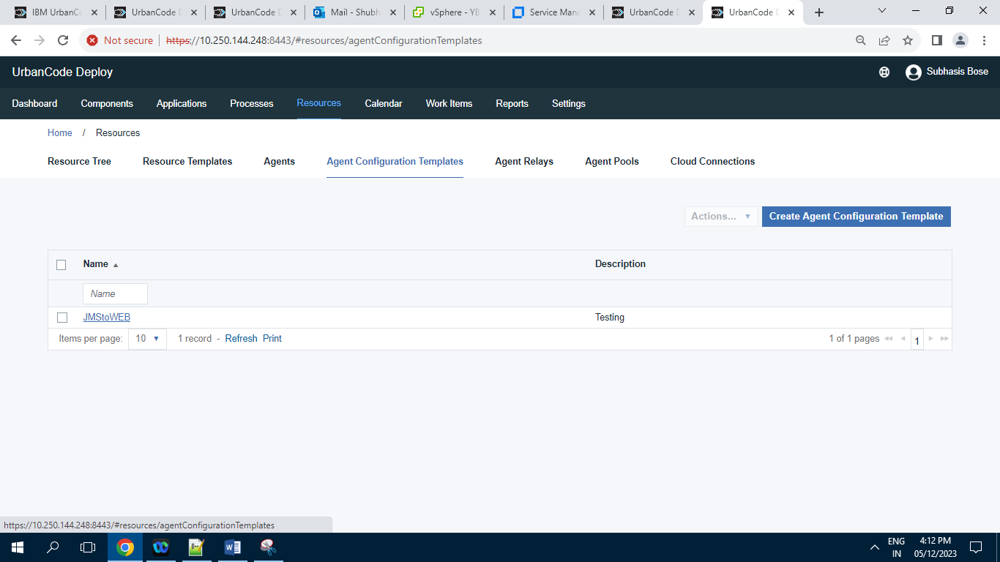 IBM UrbanC
UrbanCode D
UrbanCode D
Mail - Shubh
vSphere - YB
Service Mana
UrbanCode D
UrbanCode D
Not secure https://10.250.144.248:8443/#resources/agentConfigurationTemplates
UrbanCode Deploy
Subhasis Bose
Dashboard Components Applications Processes Resources Calendar Work Items Reports Settings
Home / Resources
Resource Tree Resource Templates Agents Agent Configuration Templates Agent Relays Agent Pools Cloud Connections
Actions... Create Agent Configuration Template
Name Description
Name
JMStoWEB Testing
Items per page: 10 1 record - Refresh Print 1 of 1 pages 1
https://10.250.144.248:8443/#resources/agentConfigurationTemplates
ENG 4:12 PM
IN 05/12/2023